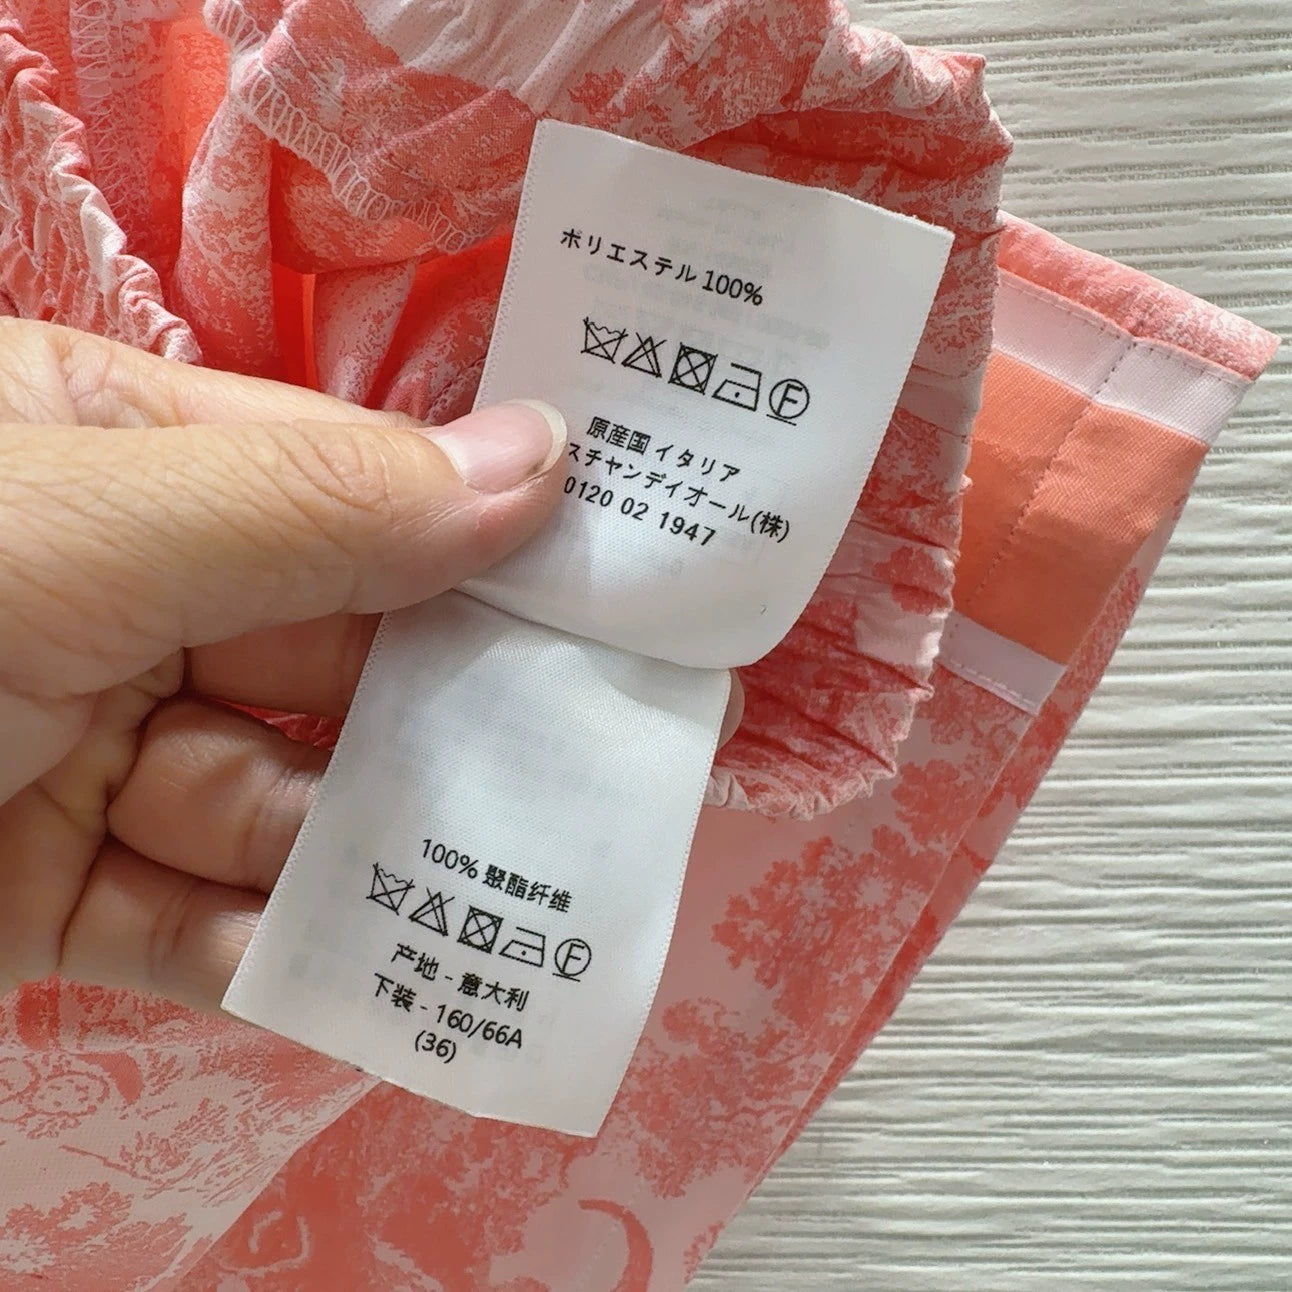 ポリエステル 100%
F
原産国 イタリア
スチャンディオール(株)
0120 02 1947
100% 聚酯纤维
F
产地 - 意大利
下装 - 160/66A
(36)